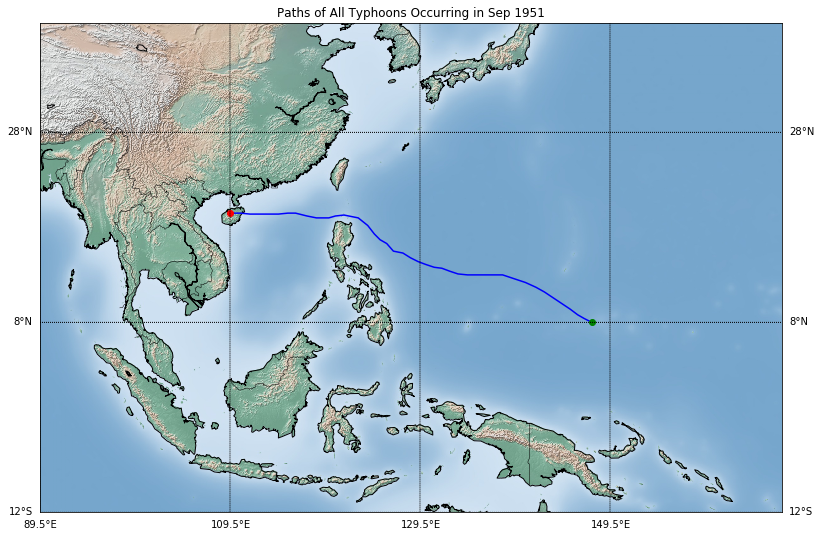 Paths of All Typhoons Occurring in Sep 1951
28°N 28°N
8°N 8°N
12°S 12°S
89.5°E 109.5°E 129.5°E 149.5°E